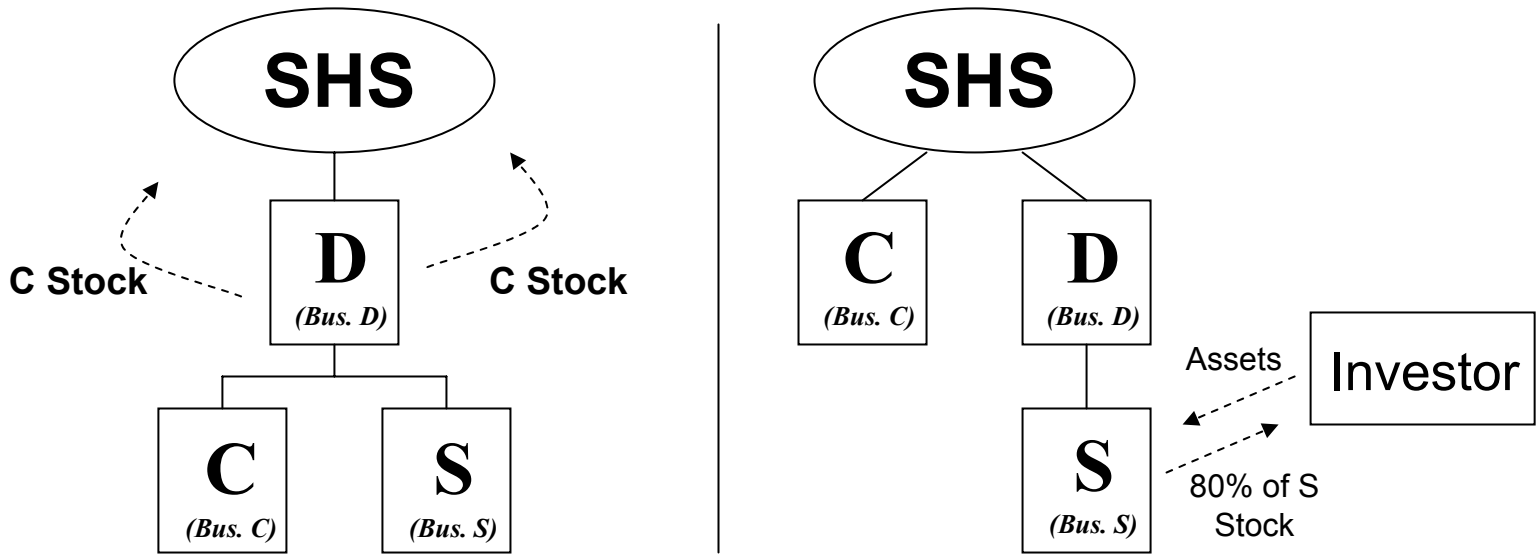 SHS
D
(Bus. D)
C Stock
C Stock
C
(Bus. C)
S
(Bus. S)
SHS
C
(Bus. C)
D
(Bus. D)
Assets
Investor
S
(Bus. S)
80% of S
Stock